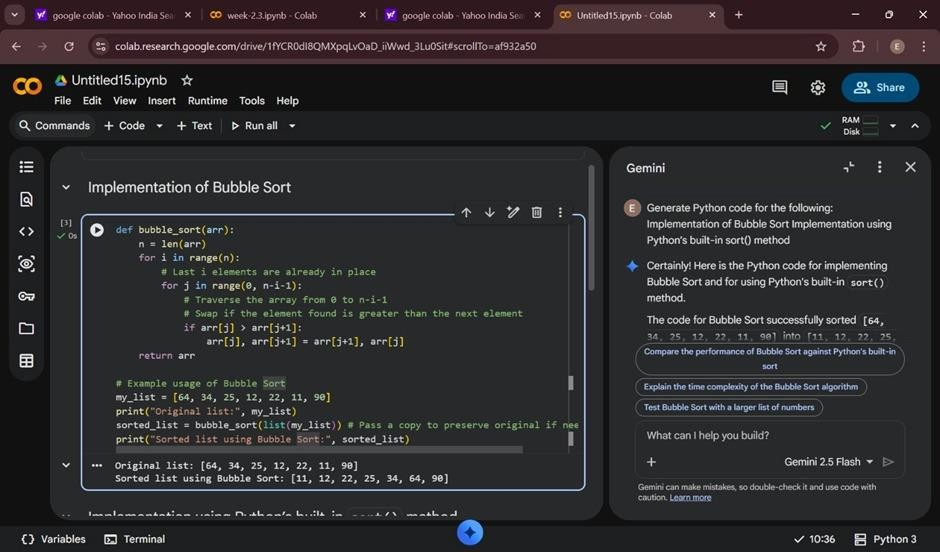 google colab - Yahoo India Sea
week-2.3.ipynb - Colab
google colab - Yahoo India Sea
Untitled15.ipynb - Colab
colab.research.google.com/drive/1fYCR0dI8QMXpqLvOaD_iiWwd_3Lu0Sit#scrollTo=af932a50
E
Untitled15.ipynb
Share
File Edit View Insert Runtime Tools Help
Commands + Code + Text Run all
RAM
Disk
Implementation of Bubble Sort
[3]
0s
def bubble_sort(arr):
n = len(arr)
for i in range(n):
# Last i elements are already in place
for j in range(0, n-i-1):
# Traverse the array from 0 to n-i-1
# Swap if the element found is greater than the next element
if arr[j] > arr[j+1]:
arr[j], arr[j+1] = arr[j+1], arr[j]
return arr
# Example usage of Bubble Sort
my_list = [64, 34, 25, 12, 22, 11, 90]
print("Original list:", my_list)
sorted_list = bubble_sort(list(my_list)) # Pass a copy to preserve original if nee
print("Sorted list using Bubble Sort:", sorted_list)
Original list: [64, 34, 25, 12, 22, 11, 90]
Sorted list using Bubble Sort: [11, 12, 22, 25, 34, 64, 90]
Implementation using Python's built-in sort() method
Gemini
E
Generate Python code for the following:
Implementation of Bubble Sort Implementation using
Python's built-in sort() method
Certainly! Here is the Python code for implementing
Bubble Sort and for using Python's built-in sort()
method.
The code for Bubble Sort successfully sorted [64,
34, 25, 12, 22, 11, 90] into [11, 12, 22, 25,
Compare the performance of Bubble Sort against Python's built-in
sort
Explain the time complexity of the Bubble Sort algorithm
Test Bubble Sort with a larger list of numbers
What can I help you build?
Gemini 2.5 Flash
Gemini can make mistakes, so double-check it and use code with
caution. Learn more
Variables Terminal
10:36 Python 3